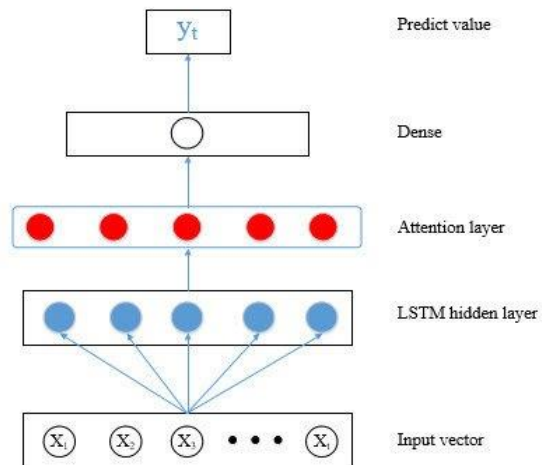 yₜ Predict value
Dense
Attention layer
LSTM hidden layer
X₁ X₂ X₃ • • • Xₜ Input vector